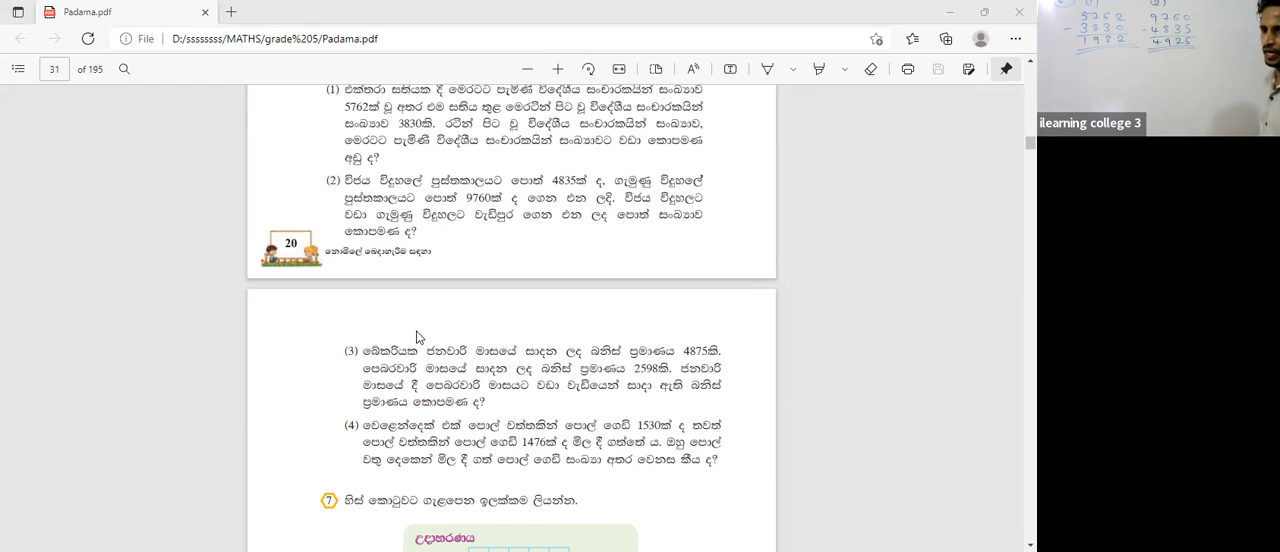 Padama.pdf
File
D:/ssssssss/MATHS/grade%205/Padama.pdf
31
of 195
(1) එක්තරා සතියක දී මෙරටට පැමිණි විදේශීය සංචාරකයින් සංඛ්‍යාව
5762ක් වූ අතර එම සතිය තුළ මෙරටින් පිට වූ විදේශීය සංචාරකයින්
සංඛ්‍යාව 3830කි. රටින් පිට වූ විදේශීය සංචාරකයින් සංඛ්‍යාව,
මෙරටට පැමිණි විදේශීය සංචාරකයින් සංඛ්‍යාවට වඩා කොපමණ
අඩු ද?
(2) විජය විදුහලේ පුස්තකාලයට පොත් 4835ක් ද, ගැමුණු විදුහලේ
පුස්තකාලයට පොත් 9760ක් ද ගෙන එන ලදි. විජය විදුහලට
වඩා ගැමුණු විදුහලට වැඩිපුර ගෙන එන ලද පොත් සංඛ්‍යාව
කොපමණ ද?
20
නොමිලේ බෙදාහැරීම සඳහා
(3) බේකරියක ජනවාරි මාසයේ සාදන ලද බනිස් ප්‍රමාණය 4875කි.
පෙබරවාරි මාසයේ සාදන ලද බනිස් ප්‍රමාණය 2598කි. ජනවාරි
මාසයේ දී පෙබරවාරි මාසයට වඩා වැඩියෙන් සාදා ඇති බනිස්
ප්‍රමාණය කොපමණ ද?
(4) වෙළෙන්දෙක් එක් පොල් වත්තකින් පොල් ගෙඩි 1530ක් ද තවත්
පොල් වත්තකින් පොල් ගෙඩි 1476ක් ද මිල දී ගත්තේ ය. ඔහු පොල්
වතු දෙකෙන් මිල දී ගත් පොල් ගෙඩි සංඛ්‍යා අතර වෙනස කීය ද?
7 හිස් කොටුවට ගැළපෙන ඉලක්කම ලියන්න.
උදාහරණය
5762
- 3830
1932
9760
- 4835
4925
ilearning college 3